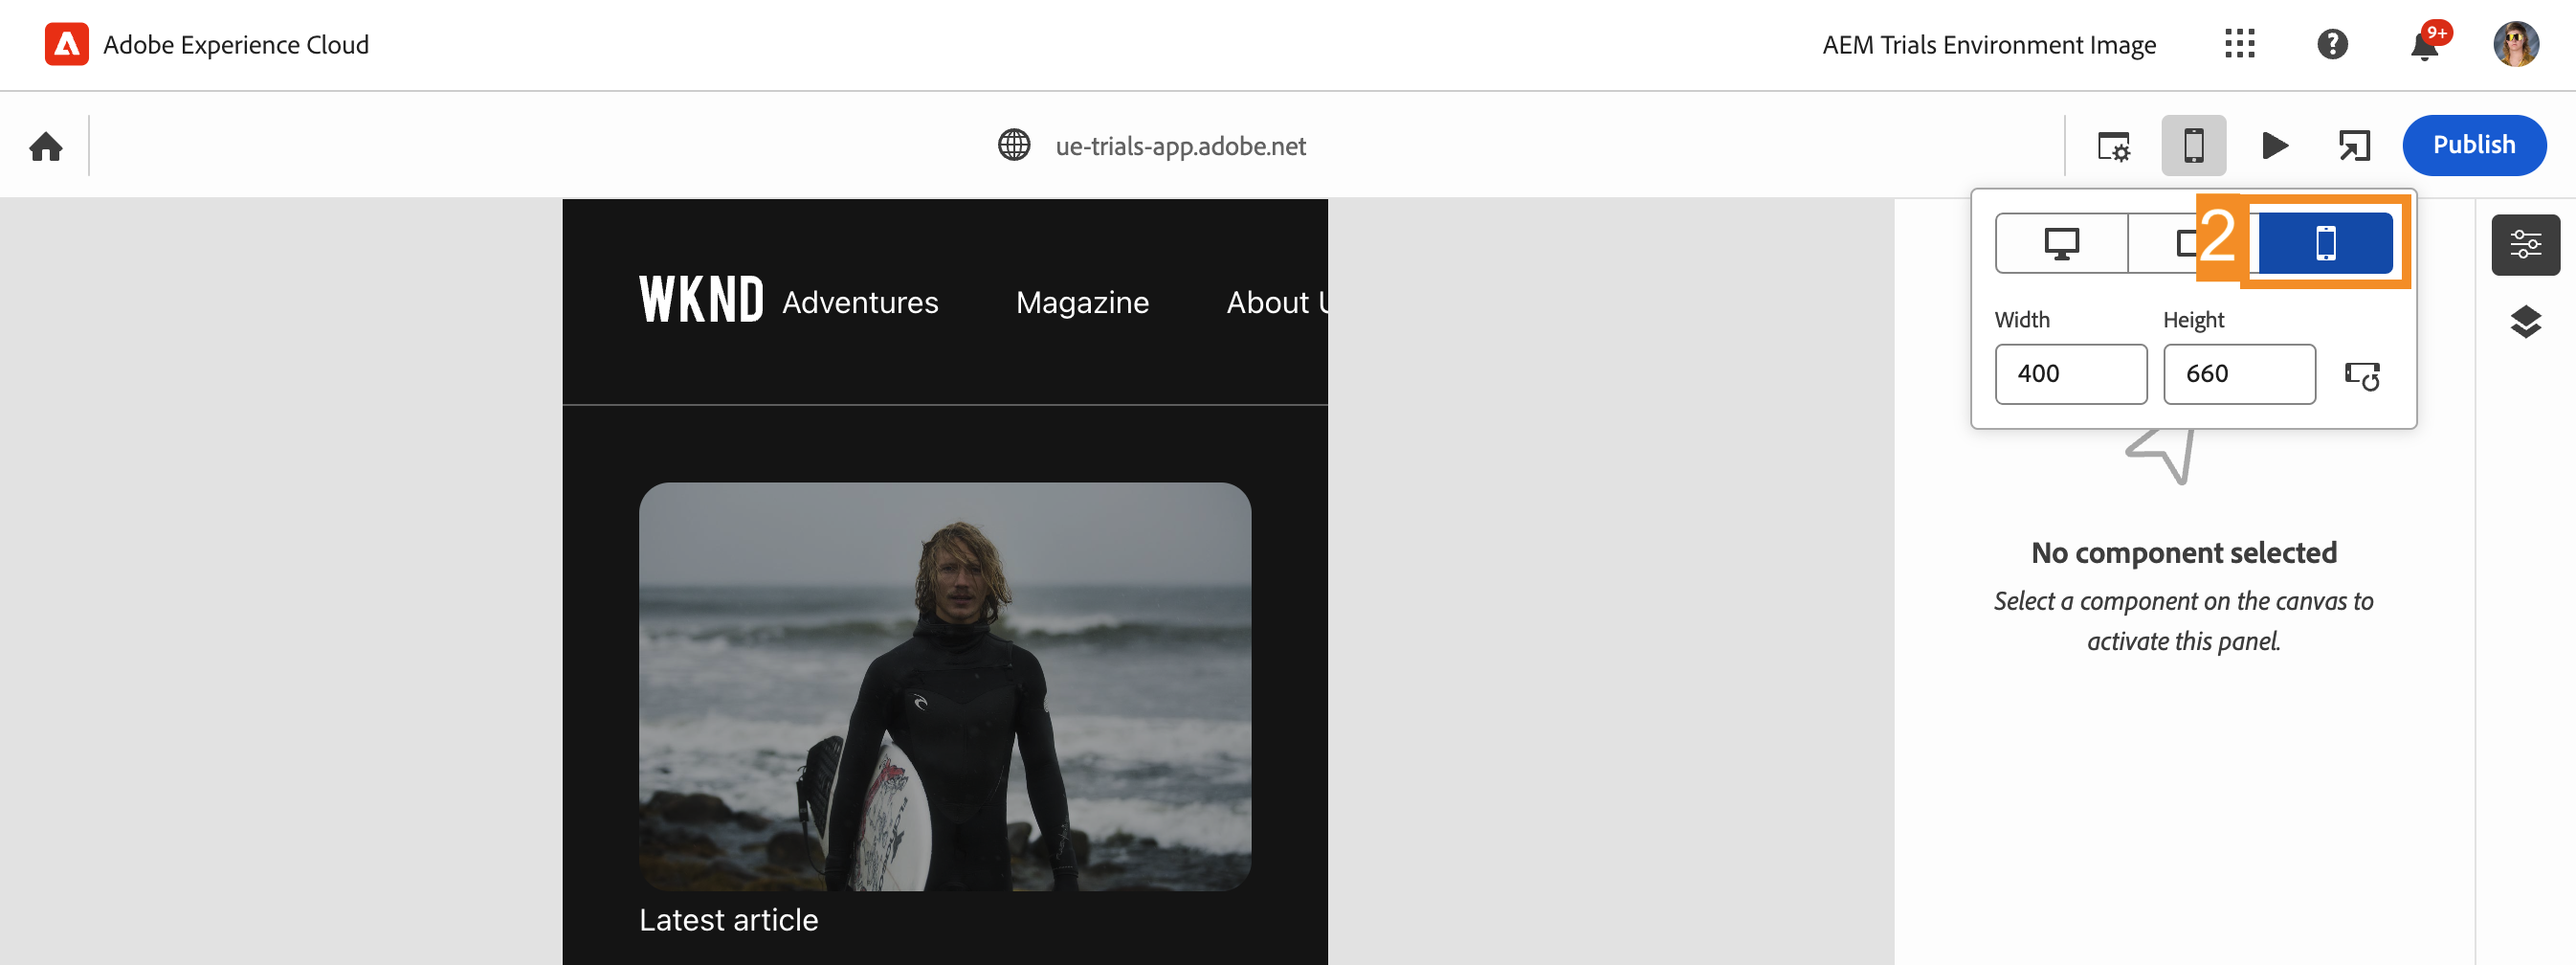 Adobe Experience Cloud
AEM Trials Environment Image
9+
ue-trials-app.adobe.net
Publish
2
Width
Height
400
660
WKND
Adventures
Magazine
About U
No component selected
Select a component on the canvas to
activate this panel.
Latest article